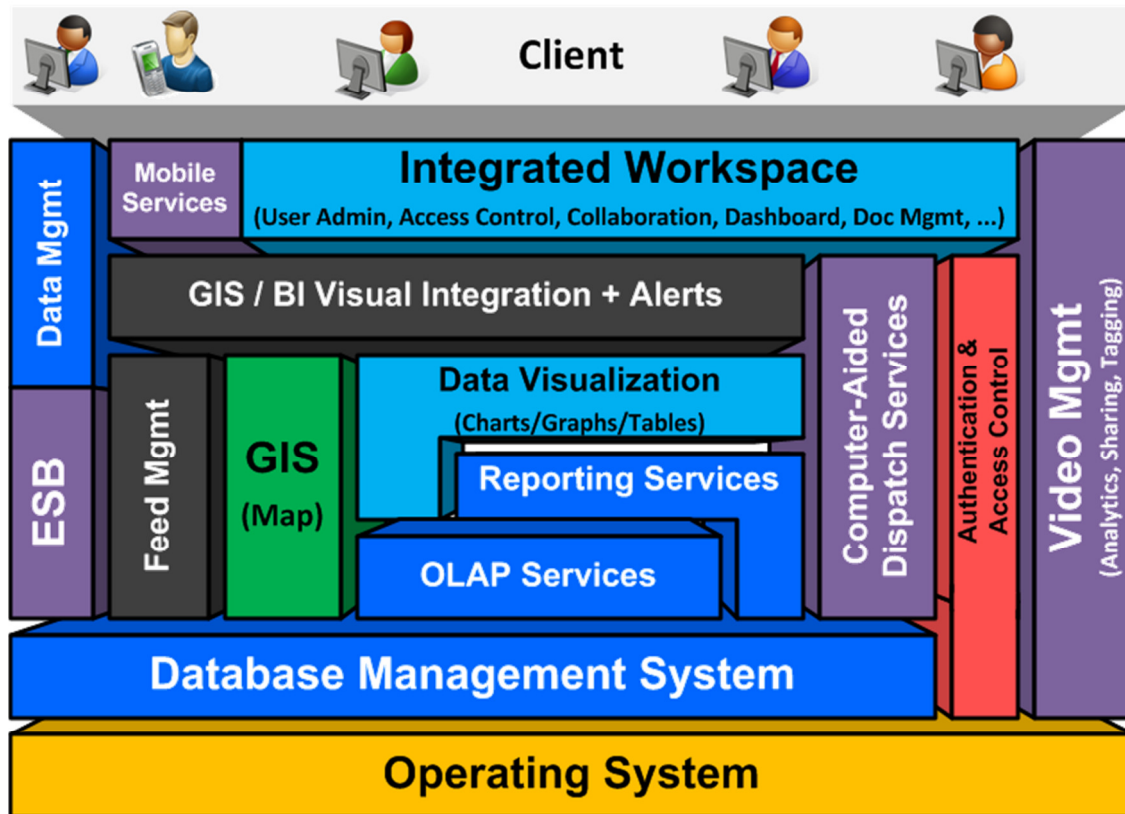 Client
Data Mgmt
Mobile
Services
Integrated Workspace
(User Admin, Access Control, Collaboration, Dashboard, Doc Mgmt, ...)
GIS / BI Visual Integration + Alerts
Computer-Aided
Dispatch Services
Authentication &
Access Control
Video Mgmt
(Analytics, Sharing, Tagging)
ESB
Feed Mgmt
GIS
(Map)
Data Visualization
(Charts/Graphs/Tables)
Reporting Services
OLAP Services
Database Management System
Operating System